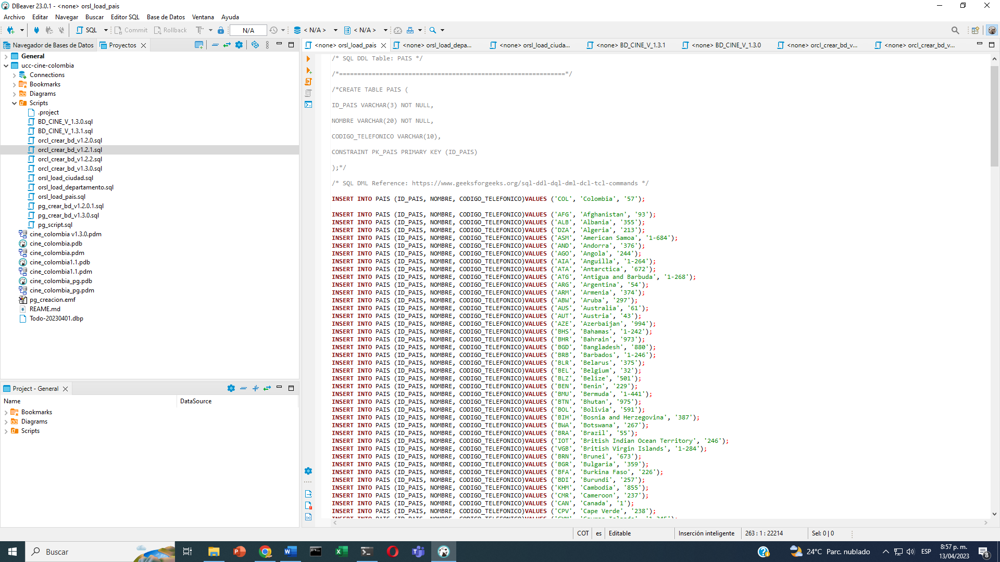 DBeaver 23.0.1 - <none> orsl_load_pais
Archivo Editar Navegar Buscar Editor SQL Base de Datos Ventana Ayuda
SQL Commit Rollback N/A < N/A > < N/A >
Navegador de Bases de Datos Proyectos
General
ucc-cine-colombia
Connections
Bookmarks
Diagrams
Scripts
.project
BD_CINE_V_1.3.0.sql
BD_CINE_V_1.3.1.sql
orcl_crear_bd_v1.2.0.sql
orcl_crear_bd_v1.2.1.sql
orcl_crear_bd_v1.2.2.sql
orcl_crear_bd_v1.3.0.sql
orsl_load_ciudad.sql
orsl_load_departamento.sql
orsl_load_pais.sql
pg_crear_bd_v1.2.0.1.sql
pg_crear_bd_v1.3.0.sql
pg_script.sql
cine_colombia v1.3.0.pdm
cine_colombia.pdb
cine_colombia.pdm
cine_colombia1.1.pdb
cine_colombia1.1.pdm
cine_colombia_pg.pdb
cine_colombia_pg.pdm
pg_creacion.emf
REAME.md
Todo-20230401.dbp
Project - General
Name DataSource
Bookmarks
Diagrams
Scripts
<none> orsl_load_pais <none> orsl_load_depa... <none> orsl_load_ciuda... <none> BD_CINE_V_1.3.1 <none> BD_CINE_V_1.3.0 <none> orcl_crear_bd_v... <none> orcl_crear_bd_v...
/* SQL DDL Table: PAIS */
/*==============================================================*/
/*CREATE TABLE PAIS (
ID_PAIS VARCHAR(3) NOT NULL,
NOMBRE VARCHAR(20) NOT NULL,
CODIGO_TELEFONICO VARCHAR(10),
CONSTRAINT PK_PAIS PRIMARY KEY (ID_PAIS)
);*/
/* SQL DML Reference: https://www.geeksforgeeks.org/sql-ddl-dql-dml-dcl-tcl-commands */
INSERT INTO PAIS (ID_PAIS, NOMBRE, CODIGO_TELEFONICO)VALUES ('COL', 'Colombia', '57');
INSERT INTO PAIS (ID_PAIS, NOMBRE, CODIGO_TELEFONICO)VALUES ('AFG', 'Afghanistan', '93');
INSERT INTO PAIS (ID_PAIS, NOMBRE, CODIGO_TELEFONICO)VALUES ('ALB', 'Albania', '355');
INSERT INTO PAIS (ID_PAIS, NOMBRE, CODIGO_TELEFONICO)VALUES ('DZA', 'Algeria', '213');
INSERT INTO PAIS (ID_PAIS, NOMBRE, CODIGO_TELEFONICO)VALUES ('ASM', 'American Samoa', '1-684');
INSERT INTO PAIS (ID_PAIS, NOMBRE, CODIGO_TELEFONICO)VALUES ('AND', 'Andorra', '376');
INSERT INTO PAIS (ID_PAIS, NOMBRE, CODIGO_TELEFONICO)VALUES ('AGO', 'Angola', '244');
INSERT INTO PAIS (ID_PAIS, NOMBRE, CODIGO_TELEFONICO)VALUES ('AIA', 'Anguilla', '1-264');
INSERT INTO PAIS (ID_PAIS, NOMBRE, CODIGO_TELEFONICO)VALUES ('ATA', 'Antarctica', '672');
INSERT INTO PAIS (ID_PAIS, NOMBRE, CODIGO_TELEFONICO)VALUES ('ATG', 'Antigua and Barbuda', '1-268');
INSERT INTO PAIS (ID_PAIS, NOMBRE, CODIGO_TELEFONICO)VALUES ('ARG', 'Argentina', '54');
INSERT INTO PAIS (ID_PAIS, NOMBRE, CODIGO_TELEFONICO)VALUES ('ARM', 'Armenia', '374');
INSERT INTO PAIS (ID_PAIS, NOMBRE, CODIGO_TELEFONICO)VALUES ('ABW', 'Aruba', '297');
INSERT INTO PAIS (ID_PAIS, NOMBRE, CODIGO_TELEFONICO)VALUES ('AUS', 'Australia', '61');
INSERT INTO PAIS (ID_PAIS, NOMBRE, CODIGO_TELEFONICO)VALUES ('AUT', 'Austria', '43');
INSERT INTO PAIS (ID_PAIS, NOMBRE, CODIGO_TELEFONICO)VALUES ('AZE', 'Azerbaijan', '994');
INSERT INTO PAIS (ID_PAIS, NOMBRE, CODIGO_TELEFONICO)VALUES ('BHS', 'Bahamas', '1-242');
INSERT INTO PAIS (ID_PAIS, NOMBRE, CODIGO_TELEFONICO)VALUES ('BHR', 'Bahrain', '973');
INSERT INTO PAIS (ID_PAIS, NOMBRE, CODIGO_TELEFONICO)VALUES ('BGD', 'Bangladesh', '880');
INSERT INTO PAIS (ID_PAIS, NOMBRE, CODIGO_TELEFONICO)VALUES ('BRB', 'Barbados', '1-246');
INSERT INTO PAIS (ID_PAIS, NOMBRE, CODIGO_TELEFONICO)VALUES ('BLR', 'Belarus', '375');
INSERT INTO PAIS (ID_PAIS, NOMBRE, CODIGO_TELEFONICO)VALUES ('BEL', 'Belgium', '32');
INSERT INTO PAIS (ID_PAIS, NOMBRE, CODIGO_TELEFONICO)VALUES ('BLZ', 'Belize', '501');
INSERT INTO PAIS (ID_PAIS, NOMBRE, CODIGO_TELEFONICO)VALUES ('BEN', 'Benin', '229');
INSERT INTO PAIS (ID_PAIS, NOMBRE, CODIGO_TELEFONICO)VALUES ('BMU', 'Bermuda', '1-441');
INSERT INTO PAIS (ID_PAIS, NOMBRE, CODIGO_TELEFONICO)VALUES ('BTN', 'Bhutan', '975');
INSERT INTO PAIS (ID_PAIS, NOMBRE, CODIGO_TELEFONICO)VALUES ('BOL', 'Bolivia', '591');
INSERT INTO PAIS (ID_PAIS, NOMBRE, CODIGO_TELEFONICO)VALUES ('BIH', 'Bosnia and Herzegovina', '387');
INSERT INTO PAIS (ID_PAIS, NOMBRE, CODIGO_TELEFONICO)VALUES ('BWA', 'Botswana', '267');
INSERT INTO PAIS (ID_PAIS, NOMBRE, CODIGO_TELEFONICO)VALUES ('BRA', 'Brazil', '55');
INSERT INTO PAIS (ID_PAIS, NOMBRE, CODIGO_TELEFONICO)VALUES ('IOT', 'British Indian Ocean Territory', '246');
INSERT INTO PAIS (ID_PAIS, NOMBRE, CODIGO_TELEFONICO)VALUES ('VGB', 'British Virgin Islands', '1-284');
INSERT INTO PAIS (ID_PAIS, NOMBRE, CODIGO_TELEFONICO)VALUES ('BRN', 'Brunei', '673');
INSERT INTO PAIS (ID_PAIS, NOMBRE, CODIGO_TELEFONICO)VALUES ('BGR', 'Bulgaria', '359');
INSERT INTO PAIS (ID_PAIS, NOMBRE, CODIGO_TELEFONICO)VALUES ('BFA', 'Burkina Faso', '226');
INSERT INTO PAIS (ID_PAIS, NOMBRE, CODIGO_TELEFONICO)VALUES ('BDI', 'Burundi', '257');
INSERT INTO PAIS (ID_PAIS, NOMBRE, CODIGO_TELEFONICO)VALUES ('KHM', 'Cambodia', '855');
INSERT INTO PAIS (ID_PAIS, NOMBRE, CODIGO_TELEFONICO)VALUES ('CMR', 'Cameroon', '237');
INSERT INTO PAIS (ID_PAIS, NOMBRE, CODIGO_TELEFONICO)VALUES ('CAN', 'Canada', '1');
INSERT INTO PAIS (ID_PAIS, NOMBRE, CODIGO_TELEFONICO)VALUES ('CPV', 'Cape Verde', '238');
COT es Editable Inserción inteligente 263 : 1 : 22214 Sel: 0 | 0
Buscar 24°C Parc. nublado ESP 8:57 p. m.
13/04/2023 8